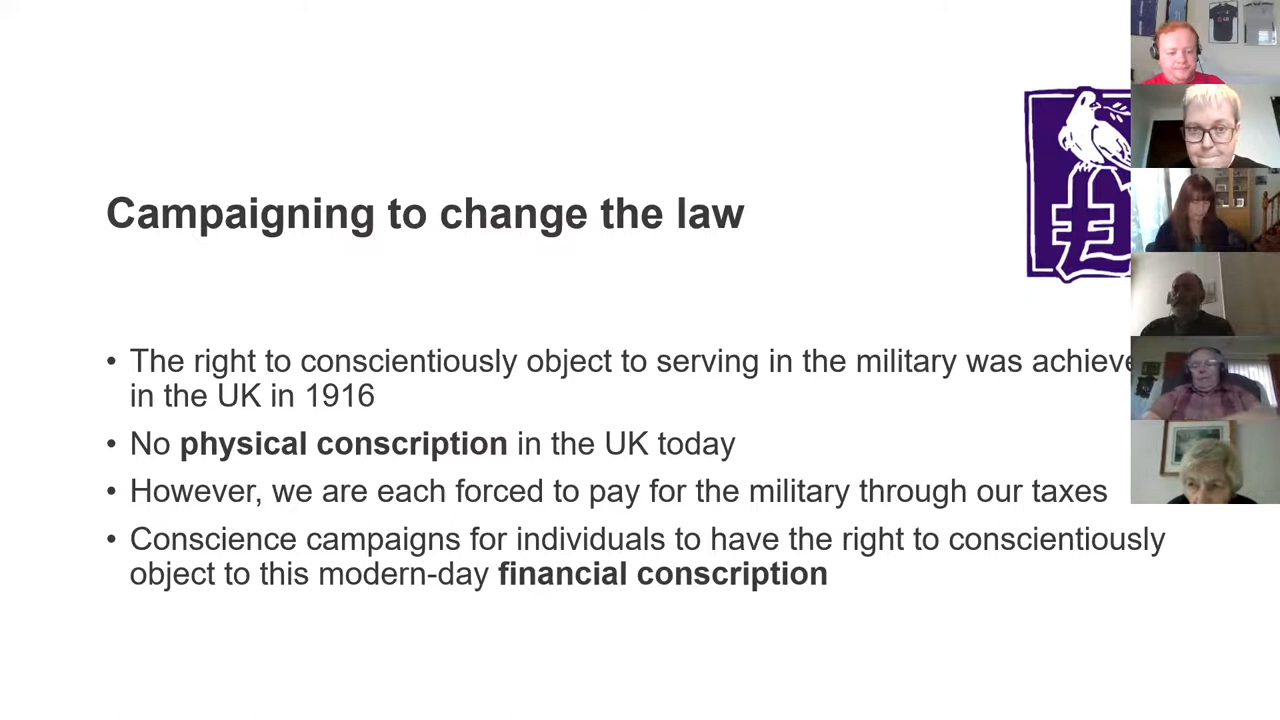 Campaigning to change the law
• The right to conscientiously object to serving in the military was achieve
in the UK in 1916
• No physical conscription in the UK today
• However, we are each forced to pay for the military through our taxes
• Conscience campaigns for individuals to have the right to conscientiously
object to this modern-day financial conscription